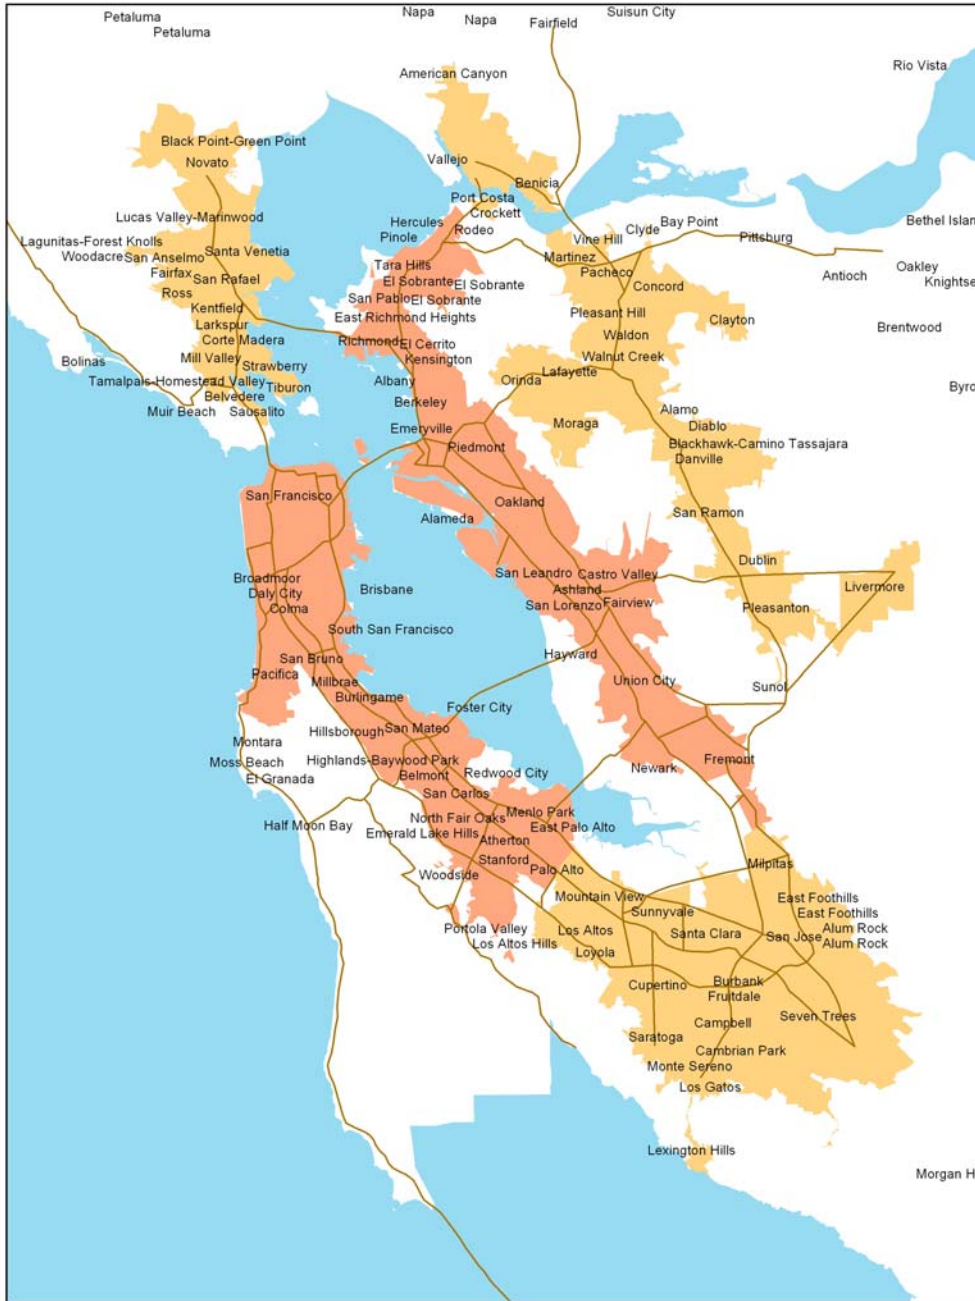 Petaluma
Napa
Napa
Suisun City
Petaluma
Fairfield
Rio Vista
American Canyon
Black Point-Green Point
Novato
Vallejo
Benicia
Port Costa
Crockett
Lucas Valley-Marinwood
Hercules
Rodeo
Pinole
Clyde
Bay Point
Bethel Islan
Lagunitas-Forest Knolls
Woodacre
San Anselmo
Santa Venetia
Vine Hill
Pittsburg
Martinez
Fairfax
San Rafael
Tara Hills
El Sobrante
El Sobrante
Pacheco
Concord
Antioch
Oakley
Knightse
Ross
San Pablo
El Sobrante
Kentfield
East Richmond Heights
Pleasant Hill
Clayton
Larkspur
Brentwood
Corte Madera
Richmond
El Cerrito
Waldon
Mill Valley
Kensington
Walnut Creek
Bolinas
Strawberry
Lafayette
Tamalpais-Homestead Valley
Tiburon
Albany
Orinda
Byro
Belvedere
Berkeley
Muir Beach
Sausalito
Alamo
Emeryville
Moraga
Diablo
Piedmont
Blackhawk-Camino Tassajara
Danville
San Francisco
Oakland
Alameda
San Ramon
Dublin
Broadmoor
San Leandro
Castro Valley
Daly City
Brisbane
Ashland
Livermore
Colma
San Lorenzo
Fairview
Pleasanton
South San Francisco
San Bruno
Hayward
Pacifica
Millbrae
Union City
Sunol
Burlingame
Foster City
Hillsborough
San Mateo
Montara
Moss Beach
Highlands-Baywood Park
Newark
Fremont
El Granada
Belmont
Redwood City
San Carlos
Half Moon Bay
North Fair Oaks
Menlo Park
Emerald Lake Hills
East Palo Alto
Atherton
Stanford
Milpitas
Woodside
Palo Alto
Mountain View
East Foothills
Sunnyvale
East Foothills
Portola Valley
Los Altos
Santa Clara
San Jose
Alum Rock
Los Altos Hills
Alum Rock
Loyola
Cupertino
Burbank
Fruitdale
Seven Trees
Saratoga
Campbell
Cambrian Park
Monte Sereno
Los Gatos
Lexington Hills
Morgan H